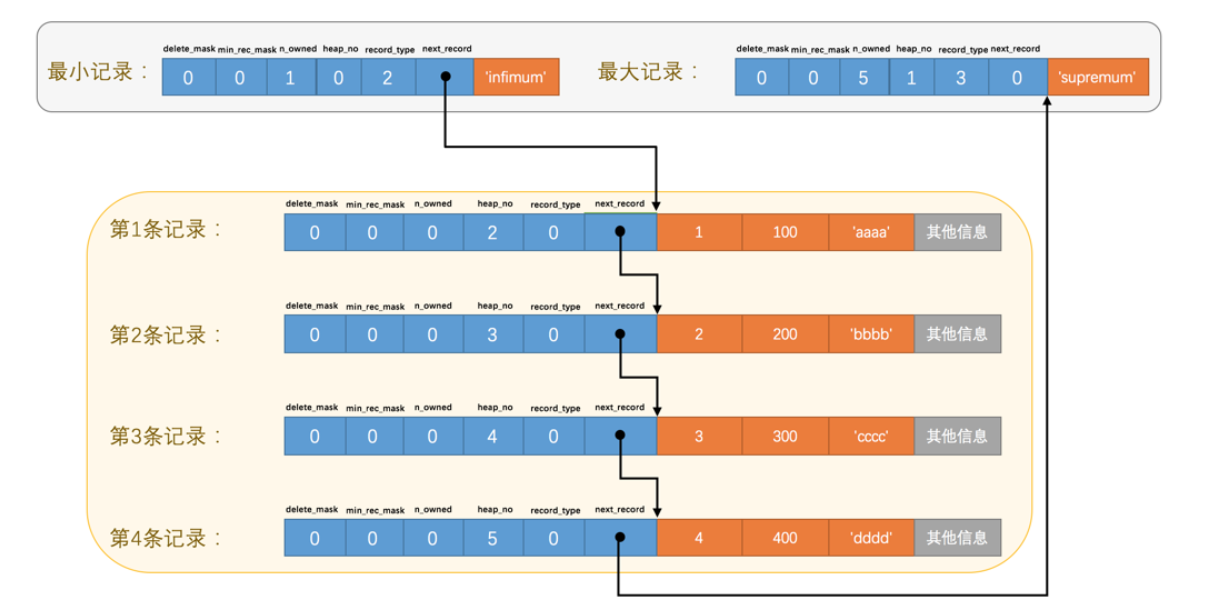 delete_mask min_rec_mask n_owned heap_no record_type next_record
最小记录： 0 0 1 0 2 'infimum'
delete_mask min_rec_mask n_owned heap_no record_type next_record
最大记录： 0 0 5 1 3 0 'supremum'
delete_mask min_rec_mask n_owned heap_no record_type next_record
第1条记录： 0 0 0 2 0 1 100 'aaaa' 其他信息
delete_mask min_rec_mask n_owned heap_no record_type next_record
第2条记录： 0 0 0 3 0 2 200 'bbbb' 其他信息
delete_mask min_rec_mask n_owned heap_no record_type next_record
第3条记录： 0 0 0 4 0 3 300 'cccc' 其他信息
delete_mask min_rec_mask n_owned heap_no record_type next_record
第4条记录： 0 0 0 5 0 4 400 'dddd' 其他信息